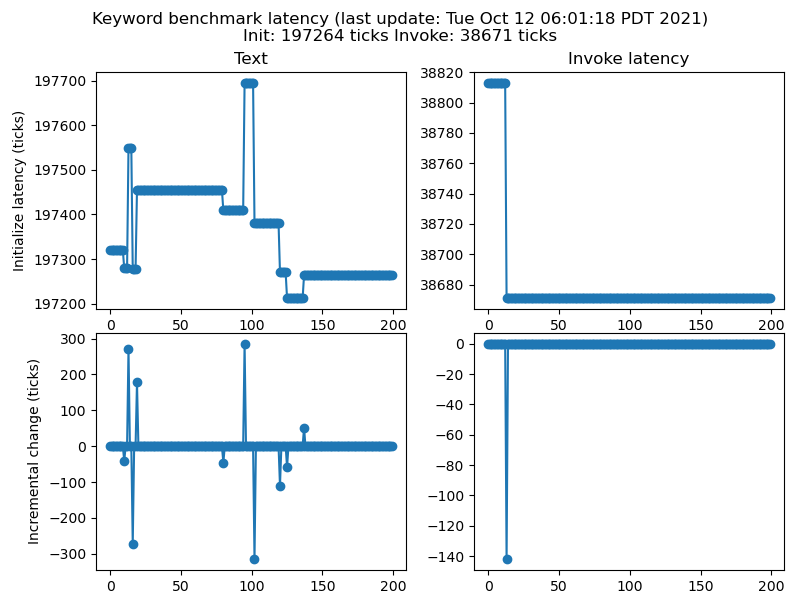 Keyword benchmark latency (last update: Tue Oct 12 06:01:18 PDT 2021)
Init: 197264 ticks Invoke: 38671 ticks
Text
Initialize latency (ticks)
197700
197600
197500
197400
197300
197200
0 50 100 150 200
Invoke latency
38820
38800
38780
38760
38740
38720
38700
38680
0 50 100 150 200
Incremental change (ticks)
300
200
100
0
−100
−200
−300
0 50 100 150 200
0
−20
−40
−60
−80
−100
−120
−140
0 50 100 150 200